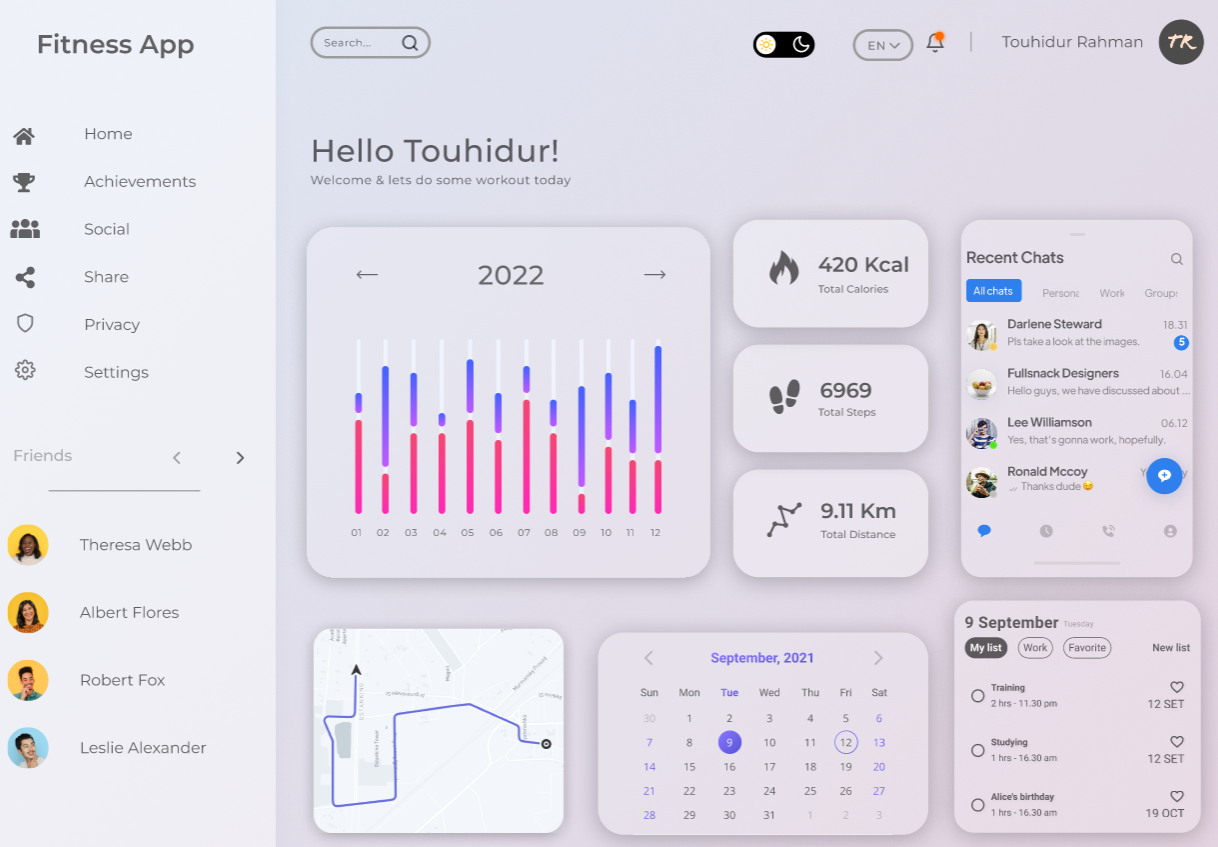 Fitness App
Search...
EN
Touhidur Rahman
TR
Home
Achievements
Social
Share
Privacy
Settings
Friends
Theresa Webb
Albert Flores
Robert Fox
Leslie Alexander
Hello Touhidur!
Welcome & lets do some workout today
2022
01 02 03 04 05 06 07 08 09 10 11 12
420 Kcal
Total Calories
6969
Total Steps
9.11 Km
Total Distance
Recent Chats
All chats Persona Work Groups
Darlene Steward 18.31
Pls take a look at the images. 5
Fullsnack Designers 16.04
Hello guys, we have discussed about ...
Lee Williamson 06.12
Yes, that's gonna work, hopefully.
Ronald Mccoy
Thanks dude 😉
September, 2021
Sun Mon Tue Wed Thu Fri Sat
30 1 2 3 4 5 6
7 8 9 10 11 12 13
14 15 16 17 18 19 20
21 22 23 24 25 26 27
28 29 30 31 1 2 3
9 September Tuesday
My list Work Favorite New list
Training
2 hrs - 11.30 pm 12 SET
Studying
1 hrs - 16.30 am 12 SET
Alice's birthday
1 hrs - 16.30 am 19 OCT